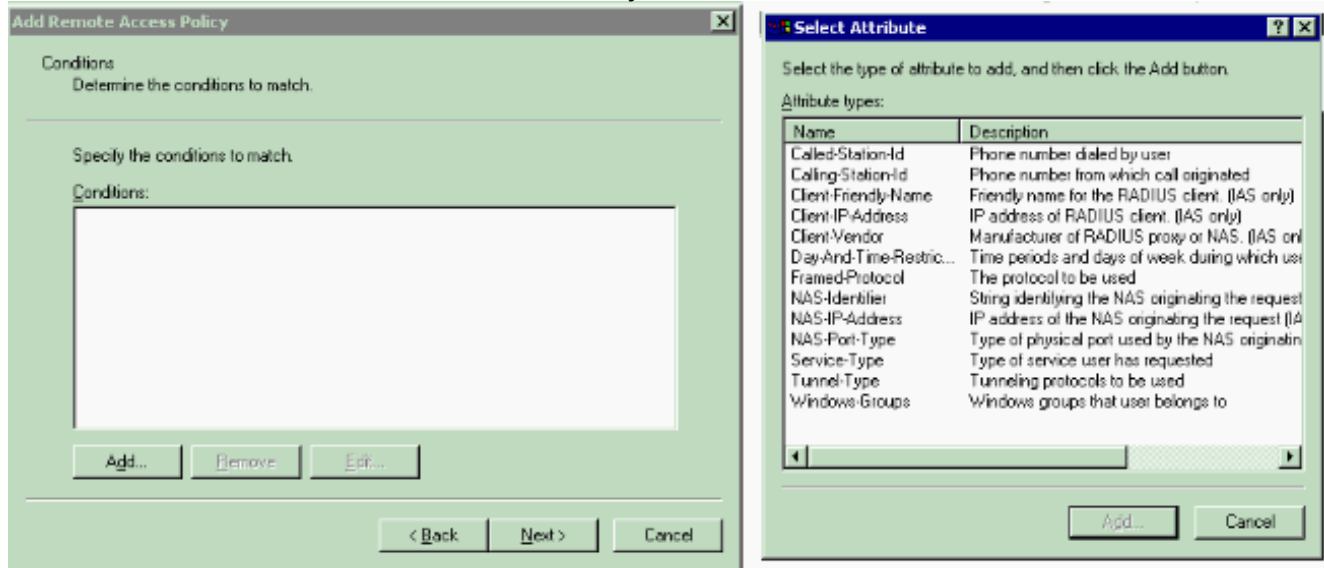 Add Remote Access Policy
Conditions
Determine the conditions to match.
Specify the conditions to match.
Conditions:
Add...
Remove
Edit...
< Back
Next >
Cancel
Select Attribute
Select the type of attribute to add, and then click the Add button.
Attribute types:
Name Description
Called-Station-Id Phone number dialed by user
Calling-Station-Id Phone number from which call originated
Client-Friendly-Name Friendly name for the RADIUS client. (IAS only)
Client-IP-Address IP address of RADIUS client. (IAS only)
Client-Vendor Manufacturer of RADIUS proxy or NAS. (IAS onl
Day-And-Time-Restric... Time periods and days of week during which use
Framed-Protocol The protocol to be used
NAS-Identifier String identifying the NAS originating the request
NAS-IP-Address IP address of the NAS originating the request (IA
NAS-Port-Type Type of physical port used by the NAS originatin
Service-Type Type of service user has requested
Tunnel-Type Tunneling protocols to be used
Windows-Groups Windows groups that user belongs to
Add...
Cancel